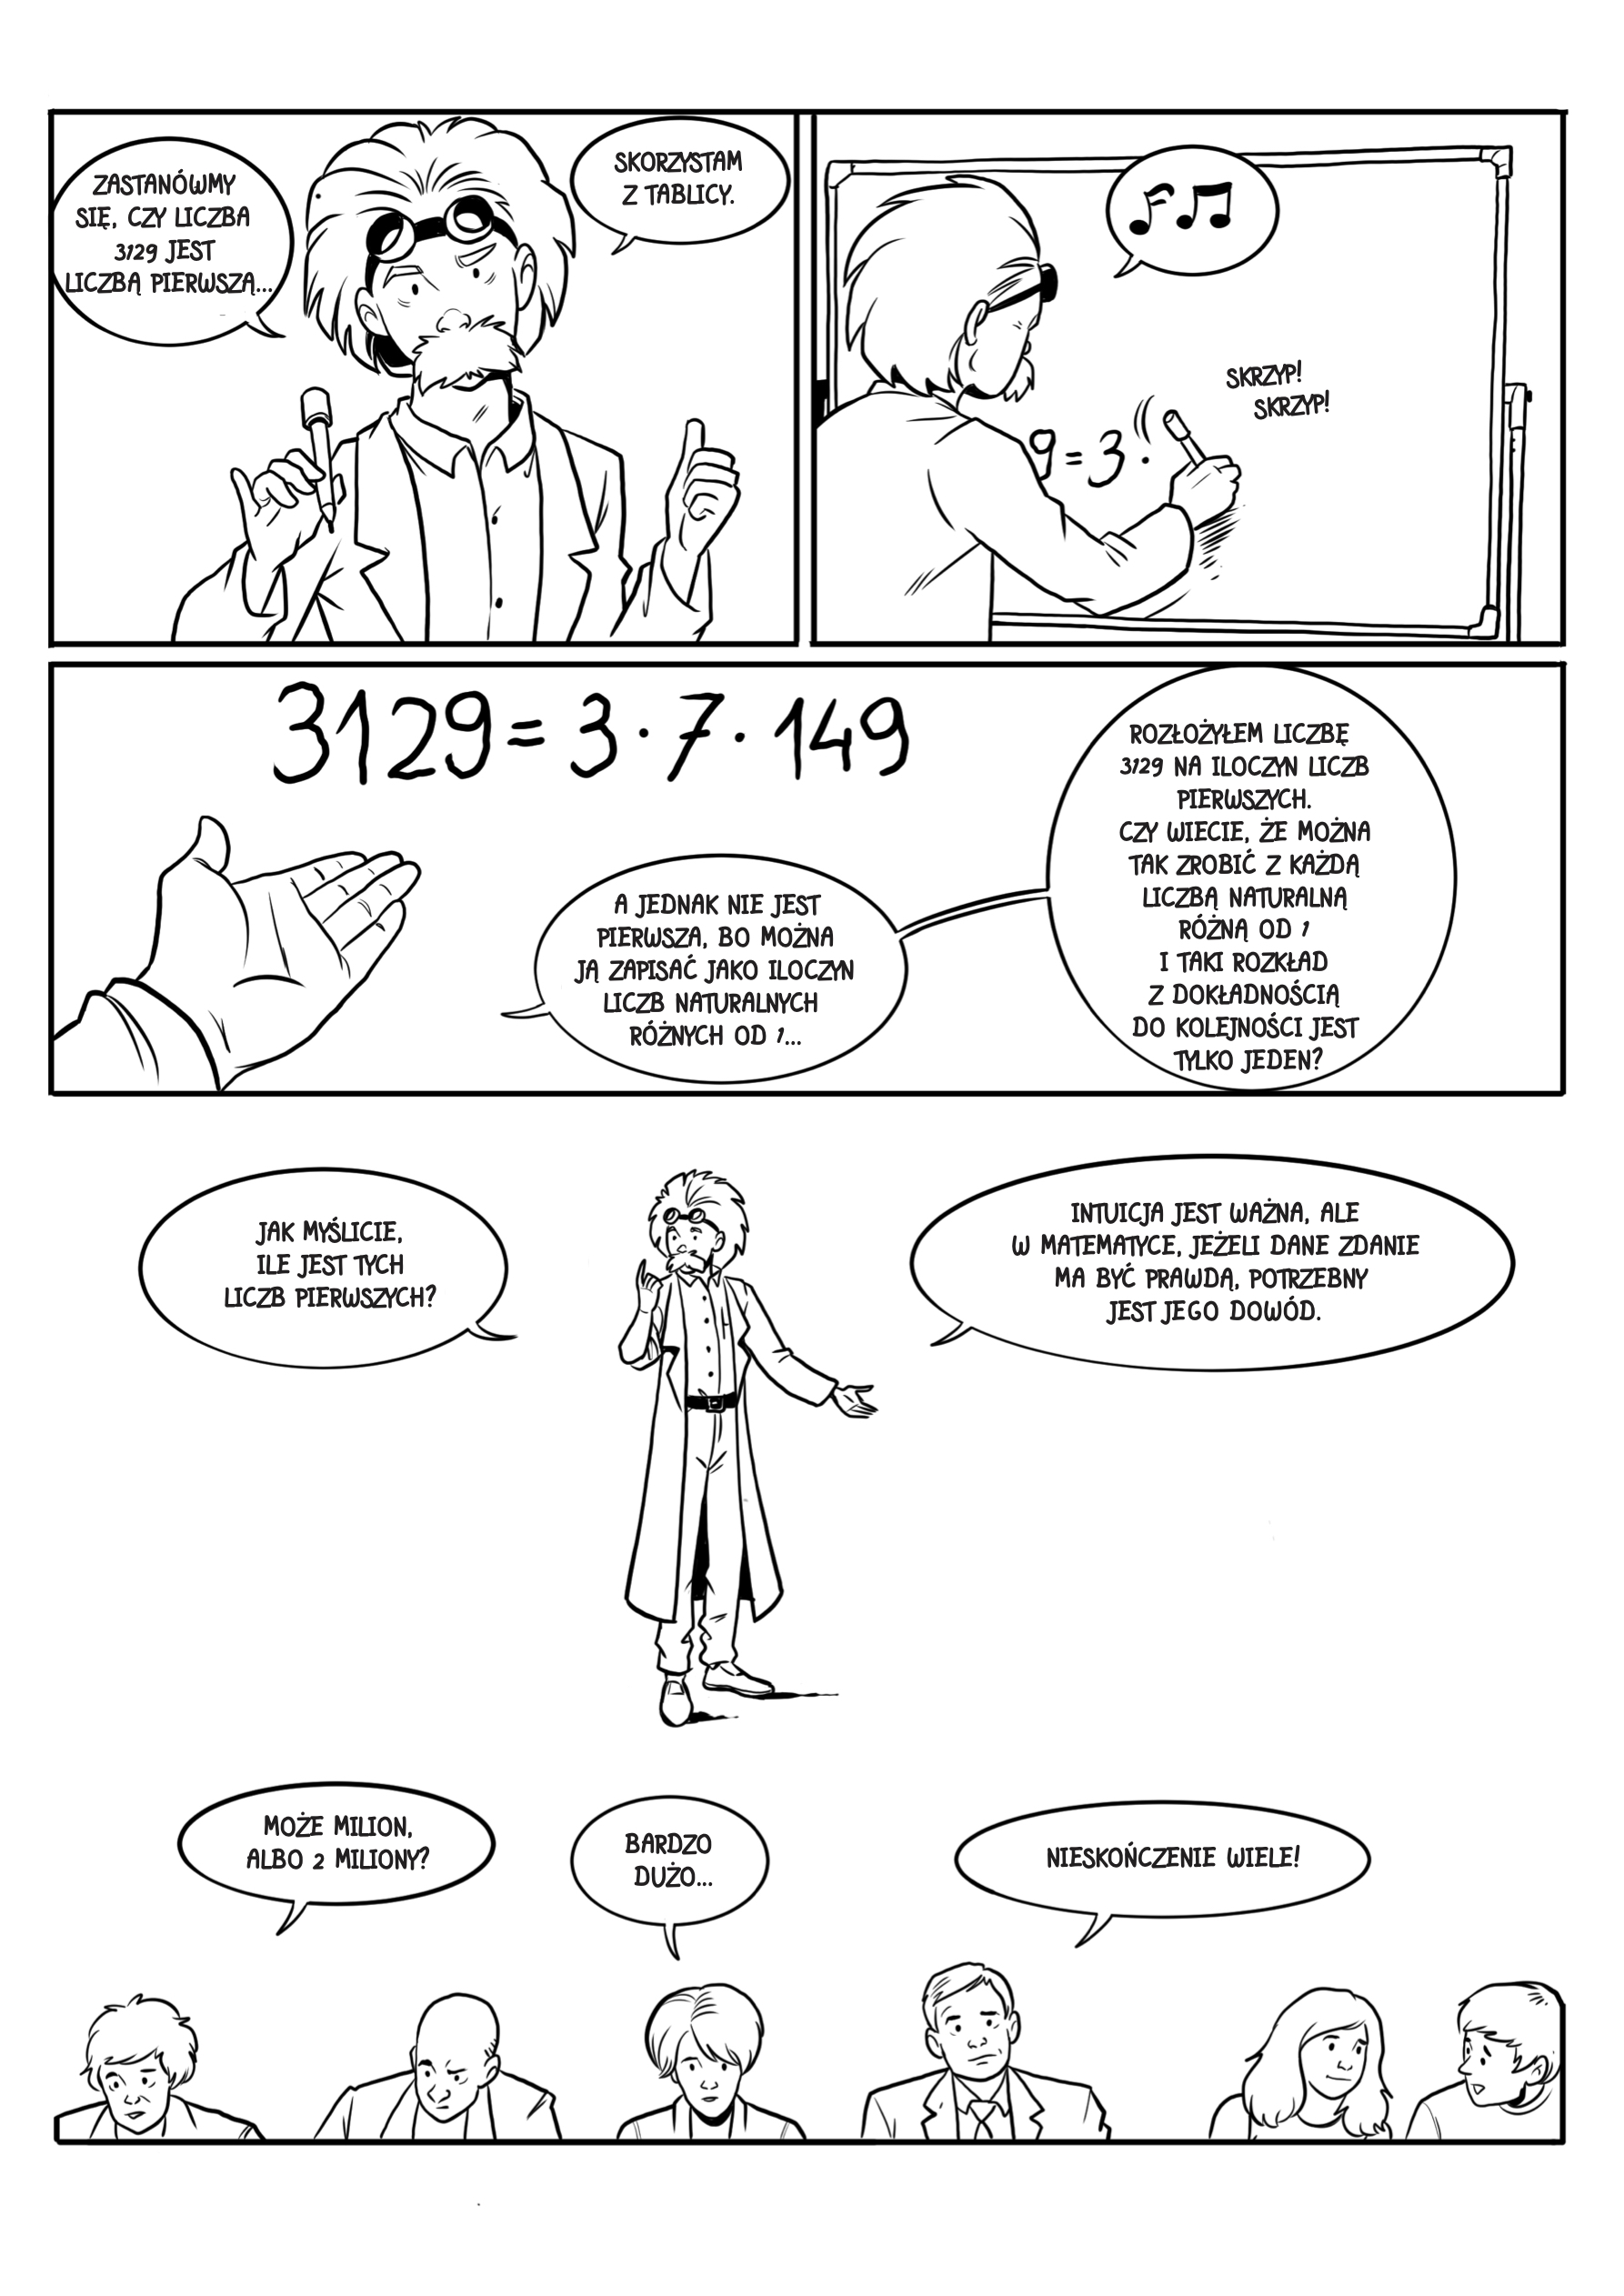 ZASTANÓWMY
SIĘ, CZY LICZBA
3129 JEST
LICZBĄ PIERWSZĄ...
SKORZYSTAM
Z TABLICY.
SKRZYP!
SKRZYP!
9=3·
3129=3·7·149
A JEDNAK NIE JEST
PIERWSZA, BO MOŻNA
JĄ ZAPISAĆ JAKO ILOCZYN
LICZB NATURALNYCH
RÓŻNYCH OD 1...
ROZŁOŻYŁEM LICZBĘ
3129 NA ILOCZYN LICZB
PIERWSZYCH.
CZY WIECIE, ŻE MOŻNA
TAK ZROBIĆ Z KAŻDĄ
LICZBĄ NATURALNĄ
RÓŻNĄ OD 1
I TAKI ROZKŁAD
Z DOKŁADNOŚCIĄ
DO KOLEJNOŚCI JEST
TYLKO JEDEN?
JAK MYŚLICIE,
ILE JEST TYCH
LICZB PIERWSZYCH?
INTUICJA JEST WAŻNA, ALE
W MATEMATYCE, JEŻELI DANE ZDANIE
MA BYĆ PRAWDĄ, POTRZEBNY
JEST JEGO DOWÓD.
MOŻE MILION,
ALBO 2 MILIONY?
BARDZO
DUŻO...
NIESKOŃCZENIE WIELE!